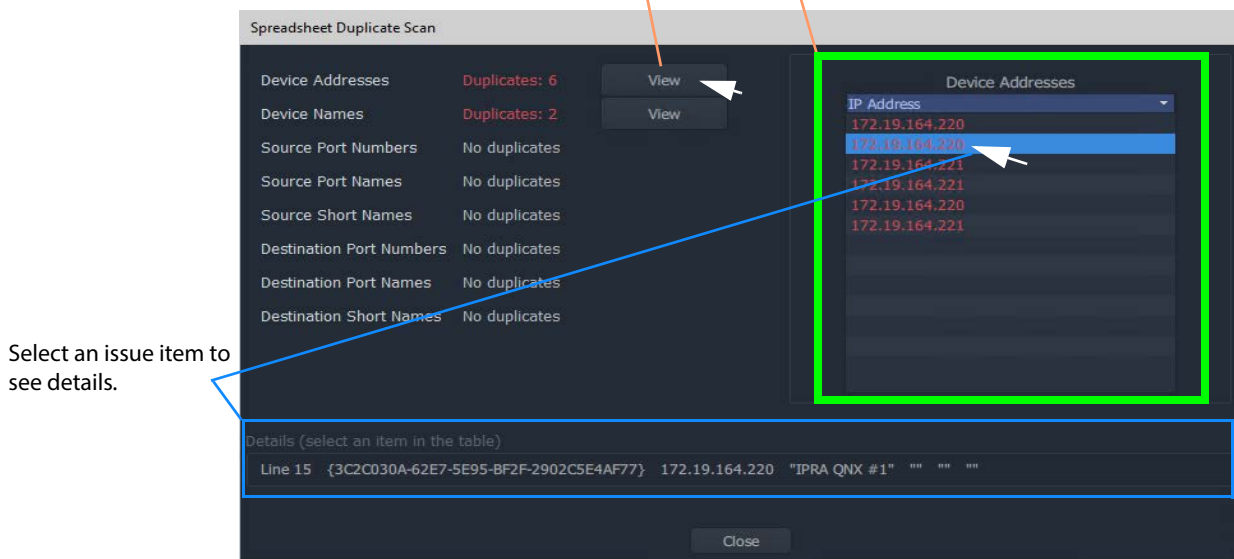 Spreadsheet Duplicate Scan
Device Addresses Duplicates: 6 View
Device Names Duplicates: 2 View
Source Port Numbers No duplicates
Source Port Names No duplicates
Source Short Names No duplicates
Destination Port Numbers No duplicates
Destination Port Names No duplicates
Destination Short Names No duplicates
Device Addresses
IP Address
172.19.164.220
172.19.164.220
172.19.164.221
172.19.164.221
172.19.164.220
172.19.164.221
Select an issue item to
see details.
Details (select an item in the table)
Line 15 {3C2C030A-62E7-5E95-BF2F-2902C5E4AF77} 172.19.164.220 "IPRA QNX #1" "" "" ""
Close